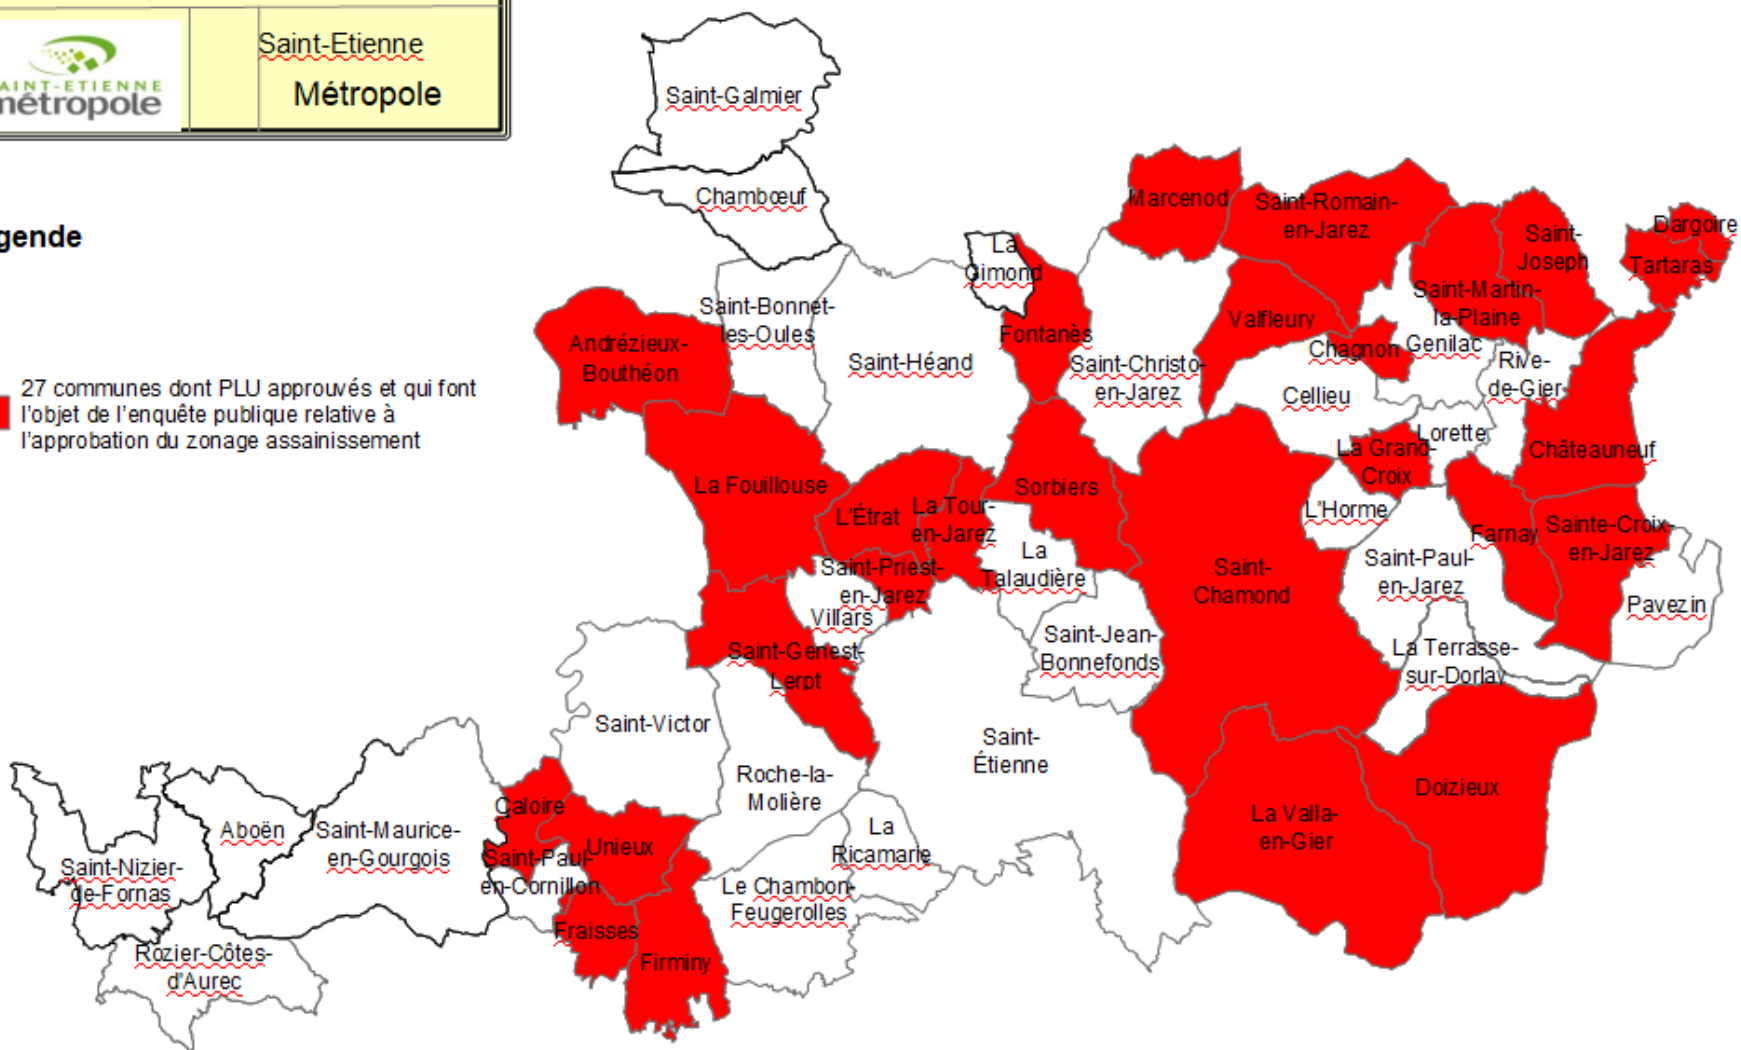 Saint-Etienne
Métropole
AINT-ETIENNE
métropole
gende
27 communes dont PLU approuvés et qui font
l'objet de l'enquête publique relative à
l'approbation du zonage assainissement
Saint-Galmier
Chambœuf
La
Gimond
Marcenod
Saint-Romain-
en-Jarez
Saint-
Joseph
Dargoire
Tartaras
Saint-Bonnet-
les-Oules
Andrézieux-
Bouthéon
Saint-Héand
Fontanès
Saint-Christo-
en-Jarez
Valfleury
Saint-Martin-
la-Plaine
Chagnon
Genilac
Rive-
de-Gier
Cellieu
Lorette
La Grand-
Croix
Châteauneuf
La Fouillouse
L'Étrat
La Tour-
en-Jarez
Sorbiers
L'Horme
Farnay
Sainte-Croix-
en-Jarez
La
Talaudière
Saint-Priest-
en-Jarez
Villars
Saint-
Chamond
Saint-Paul-
en-Jarez
Pavezin
Saint-Jean-
Bonnefonds
Saint-Genest-
Lerpt
La Terrasse-
sur-Dorlay
Saint-Victor
Saint-
Étienne
Roche-la-
Molière
Doizieux
La Valla-
en-Gier
Caloire
Unieux
La
Ricamarie
Aboën
Saint-Maurice-
en-Gourgois
Saint-Paul-
en-Cornillon
Saint-Nizier-
de-Fornas
Le Chambon-
Feugerolles
Fraisses
Firminy
Rozier-Côtes-
d'Aurec